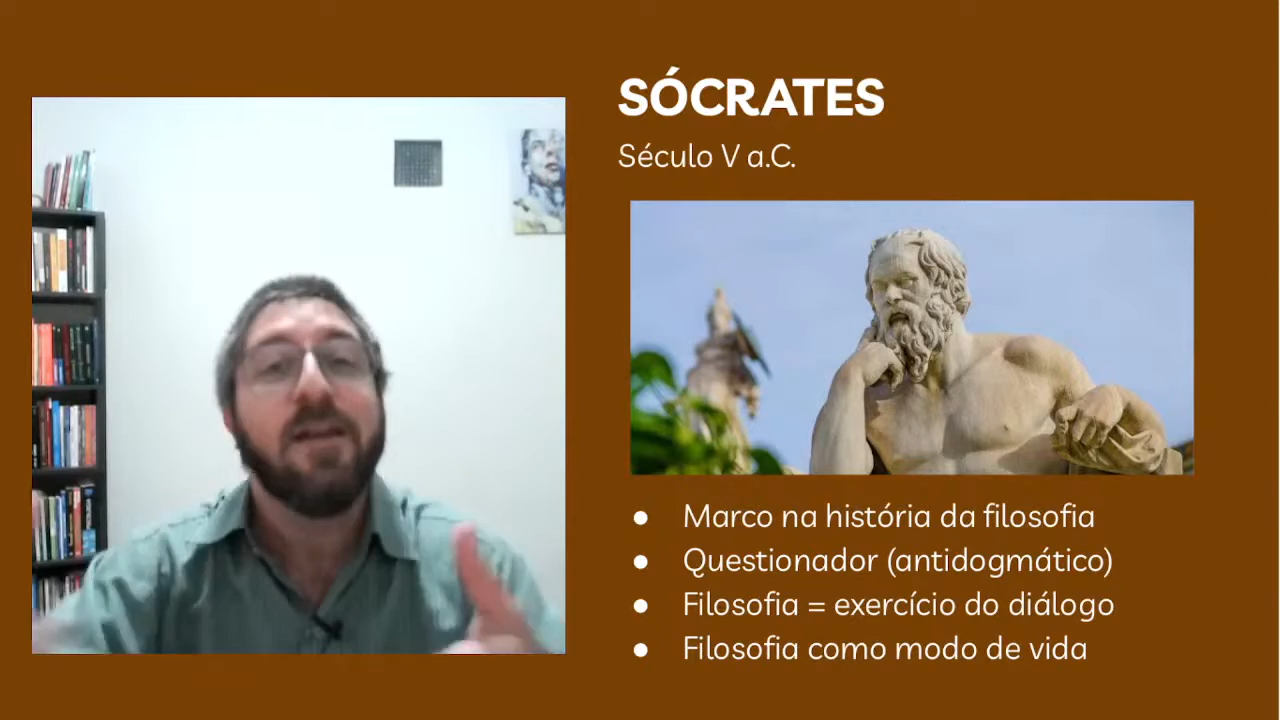 SÓCRATES
Século V a.C.
● Marco na história da filosofia
● Questionador (antidogmático)
● Filosofia = exercício do diálogo
● Filosofia como modo de vida